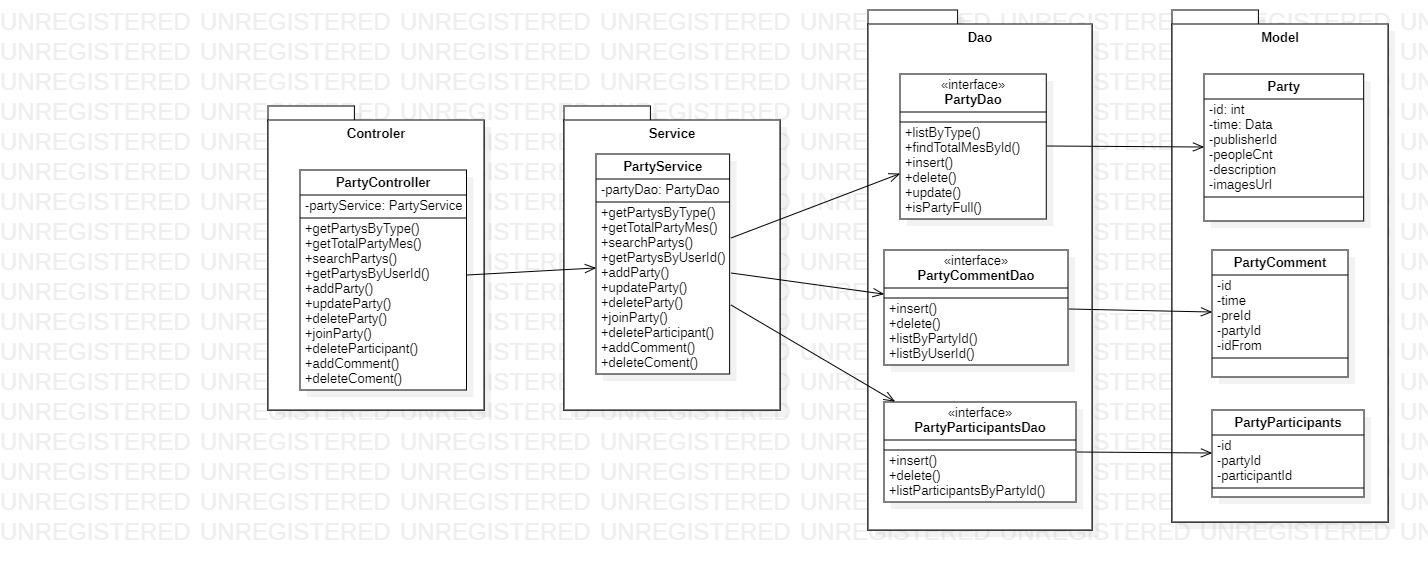 Controler
PartyController
-partyService: PartyService
+getPartysByType()
+getTotalPartyMes()
+searchPartys()
+getPartysByUserId()
+addParty()
+updateParty()
+deleteParty()
+joinParty()
+deleteParticipant()
+addComment()
+deleteComent()
Service
PartyService
-partyDao: PartyDao
+getPartysByType()
+getTotalPartyMes()
+searchPartys()
+getPartysByUserId()
+addParty()
+updateParty()
+deleteParty()
+joinParty()
+deleteParticipant()
+addComment()
+deleteComent()
Dao
«interface»
PartyDao
+listByType()
+findTotalMesById()
+insert()
+delete()
+update()
+isPartyFull()
«interface»
PartyCommentDao
+insert()
+delete()
+listByPartyId()
+listByUserId()
«interface»
PartyParticipantsDao
+insert()
+delete()
+listParticipantsByPartyId()
Model
Party
-id: int
-time: Data
-publisherId
-peopleCnt
-description
-imagesUrl
PartyComment
-id
-time
-preId
-partyId
-idFrom
PartyParticipants
-id
-partyId
-participantId
UNREGISTERED UNREGISTERED UNREGISTERED UNREGISTERED UNREGISTERED UNREGISTERED UNREGISTERED